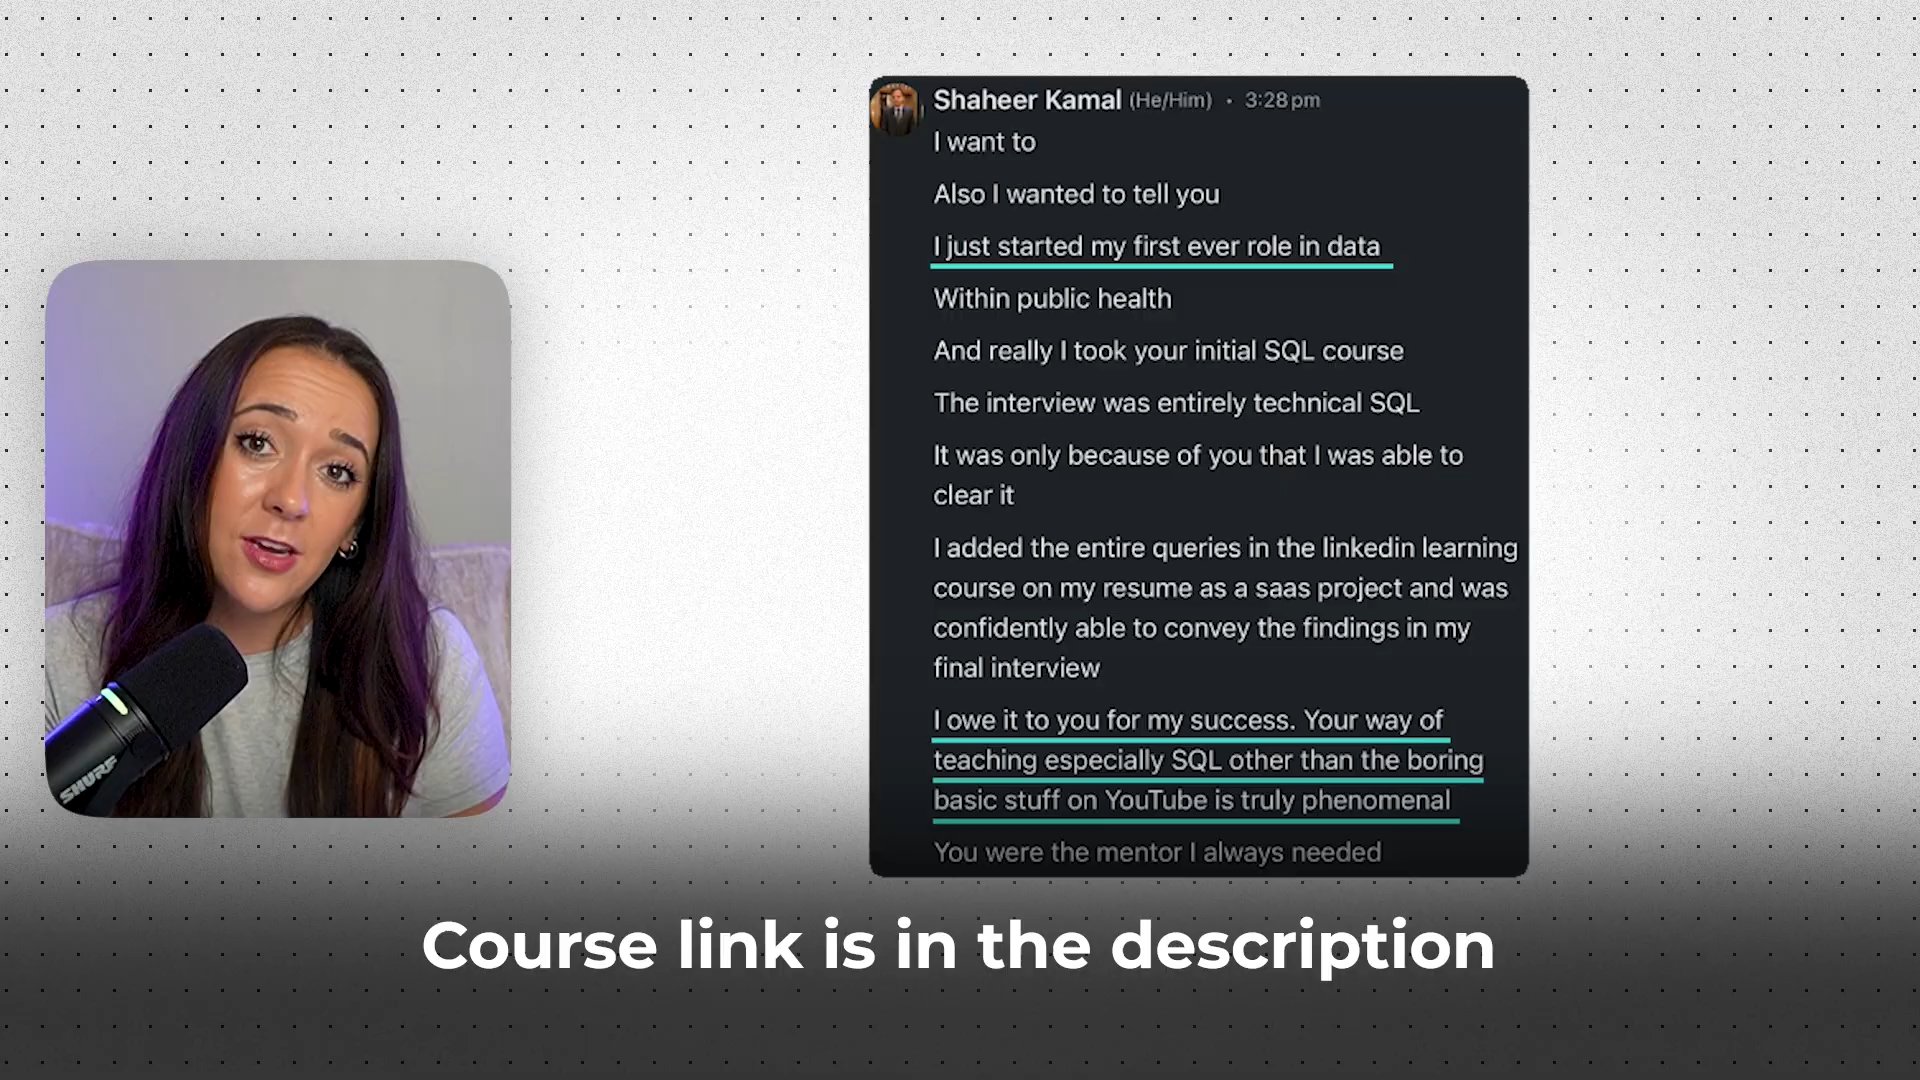 Shaheer Kamal (He/Him) • 3:28 pm
I want to
Also I wanted to tell you
I just started my first ever role in data
Within public health
And really I took your initial SQL course
The interview was entirely technical SQL
It was only because of you that I was able to
clear it
I added the entire queries in the linkedin learning
course on my resume as a saas project and was
confidently able to convey the findings in my
final interview
I owe it to you for my success. Your way of
teaching especially SQL other than the boring
basic stuff on YouTube is truly phenomenal
You were the mentor I always needed
SHURE
Course link is in the description